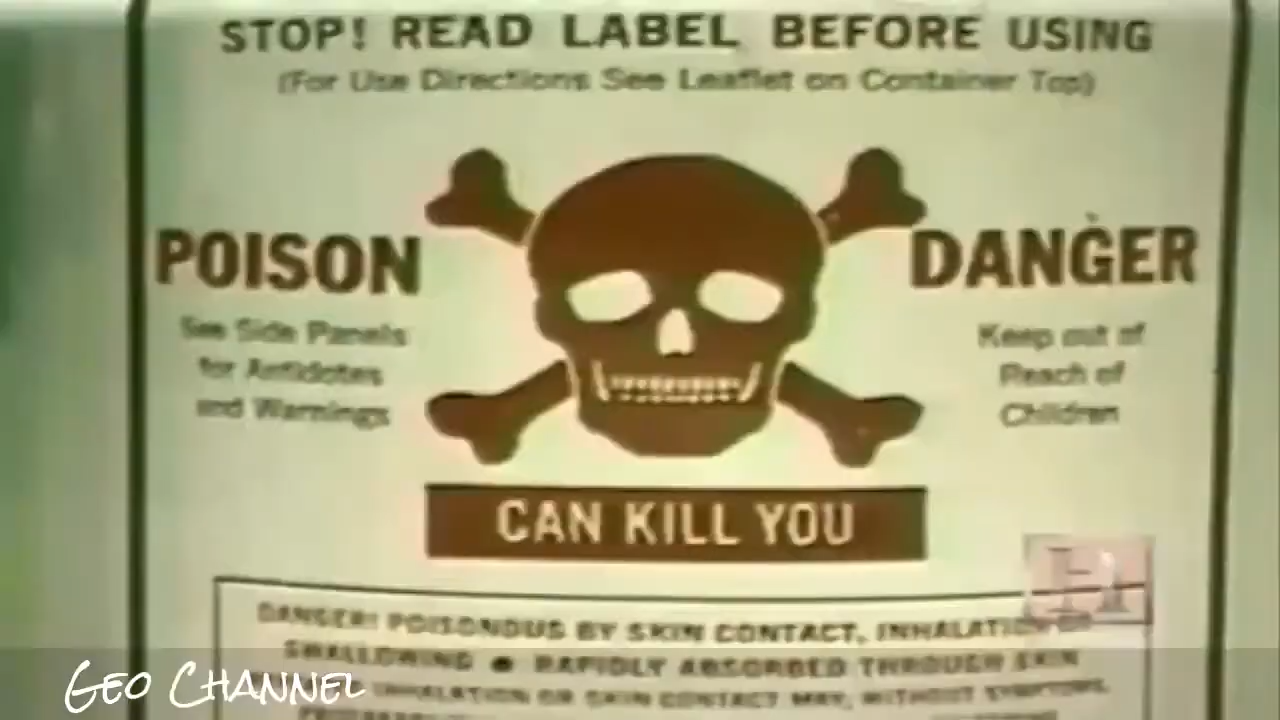 STOP! READ LABEL BEFORE USING
(For Use Directions See Leaflet on Container Top)
POISON
See Side Panels
for Antidotes
and Warnings
DANGER
Keep out of
Reach of
Children
CAN KILL YOU
H
DANGER! POISONOUS BY SKIN CONTACT, INHALATION OR
SWALLOWING ● RAPIDLY ABSORBED THROUGH SKIN
INHALATION OR SKIN CONTACT MAY, WITHOUT SYMPTOMS,
Geo Channel